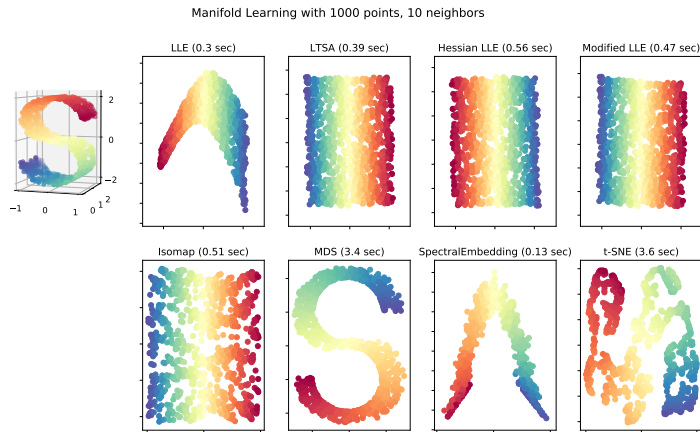 Manifold Learning with 1000 points, 10 neighbors
LLE (0.3 sec)
LTSA (0.39 sec)
Hessian LLE (0.56 sec)
Modified LLE (0.47 sec)
2
0
−2
−1
0
1
0
2
Isomap (0.51 sec)
MDS (3.4 sec)
SpectralEmbedding (0.13 sec)
t-SNE (3.6 sec)